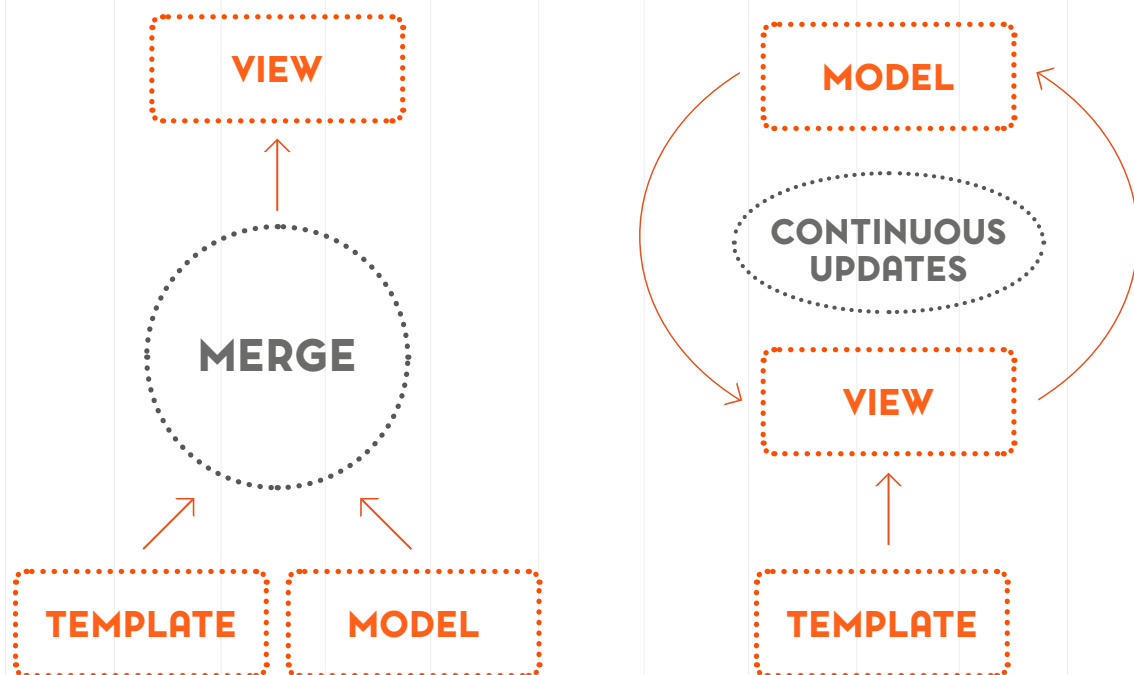 VIEW
MERGE
TEMPLATE
MODEL
MODEL
CONTINUOUS
UPDATES
VIEW
TEMPLATE